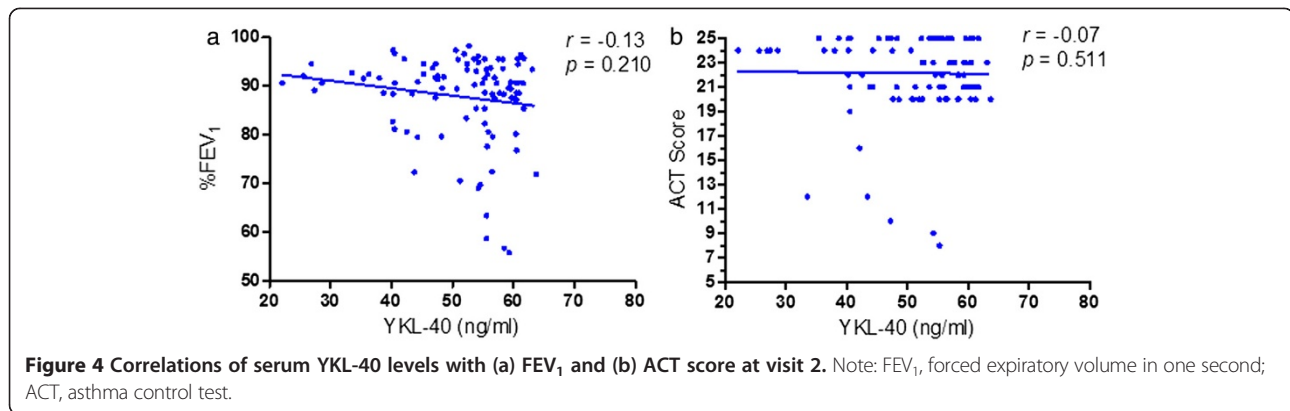 a
r = -0.13
p = 0.210
100
90
80
70
60
50
%FEV₁
20 30 40 50 60 70 80
YKL-40 (ng/ml)
b
r = -0.07
p = 0.511
25
23
21
19
17
15
13
11
9
7
5
ACT Score
20 30 40 50 60 70 80
YKL-40 (ng/ml)
Figure 4 Correlations of serum YKL-40 levels with (a) FEV₁ and (b) ACT score at visit 2. Note: FEV₁, forced expiratory volume in one second;
ACT, asthma control test.